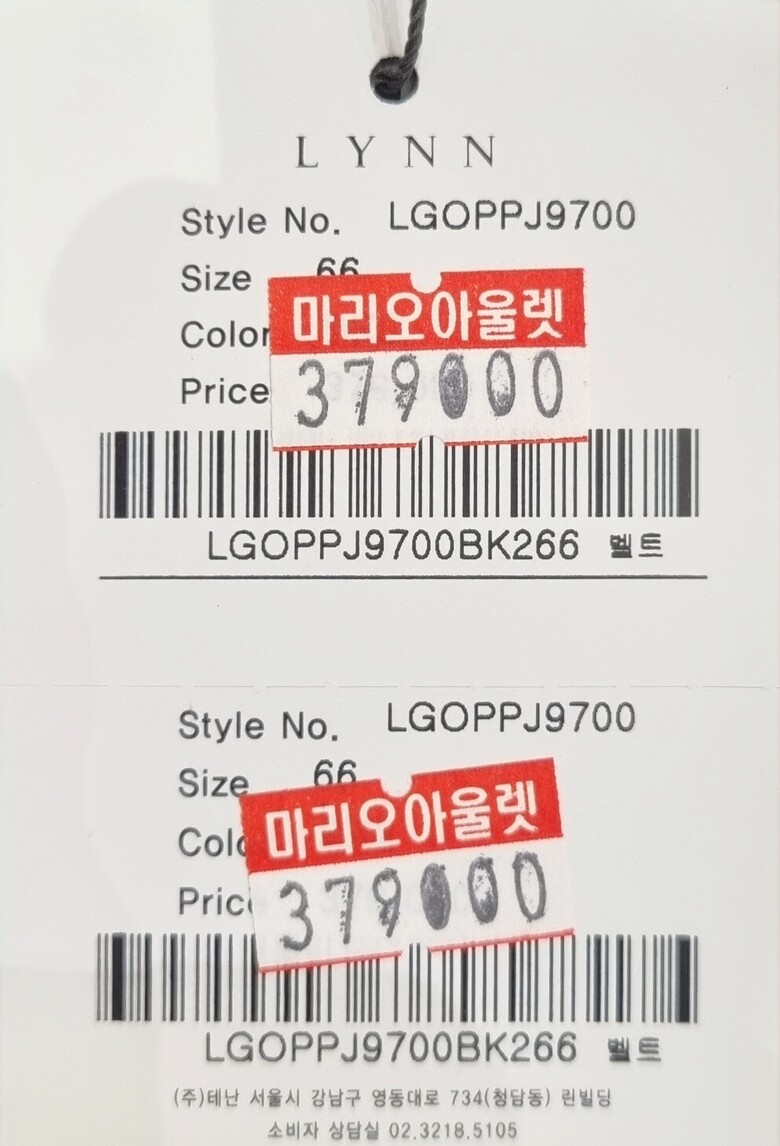 LYNN
Style No. LGOPPJ9700
Size 66
마리오아울렛
Color
Price 379000
LGOPPJ9700BK266 벨트
Style No. LGOPPJ9700
Size 66
마리오아울렛
Colo
Price 379000
LGOPPJ9700BK266 벨트
(주)테난 서울시 강남구 영동대로 734(청담동) 린빌딩
소비자 상담실 02.3218.5105